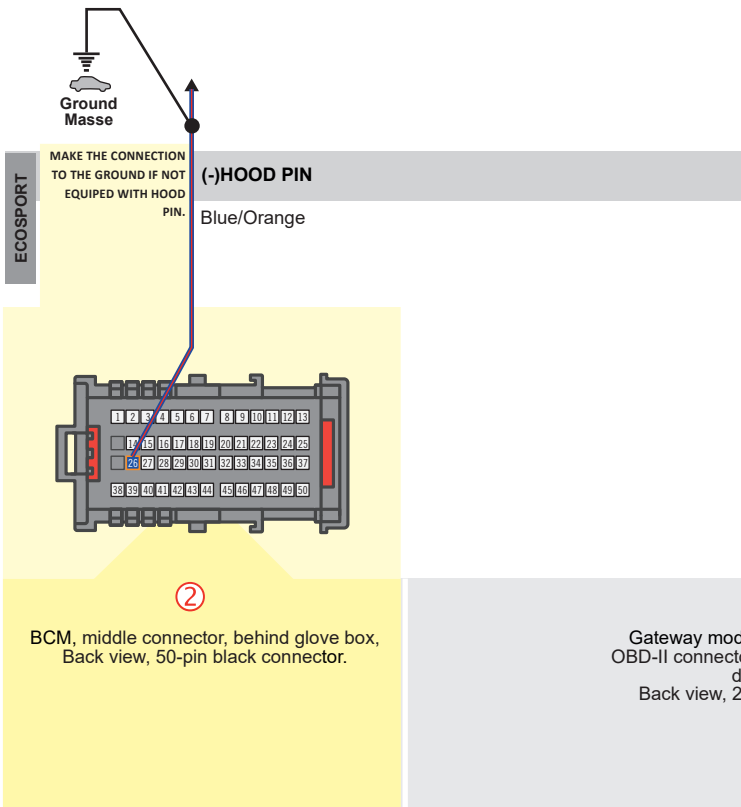 Ground
Masse
MAKE THE CONNECTION
TO THE GROUND IF NOT
EQUIPED WITH HOOD
PIN.
ECOSPORT
(-)HOOD PIN
Blue/Orange
1 2 3 4 5 6 7 8 9 10 11 12 13
14 15 16 17 18 19 20 21 22 23 24 25
26 27 28 29 30 31 32 33 34 35 36 37
38 39 40 41 42 43 44 45 46 47 48 49 50
2
BCM, middle connector, behind glove box,
Back view, 50-pin black connector.
Gateway mod
OBD-II connecto
d
Back view, 2